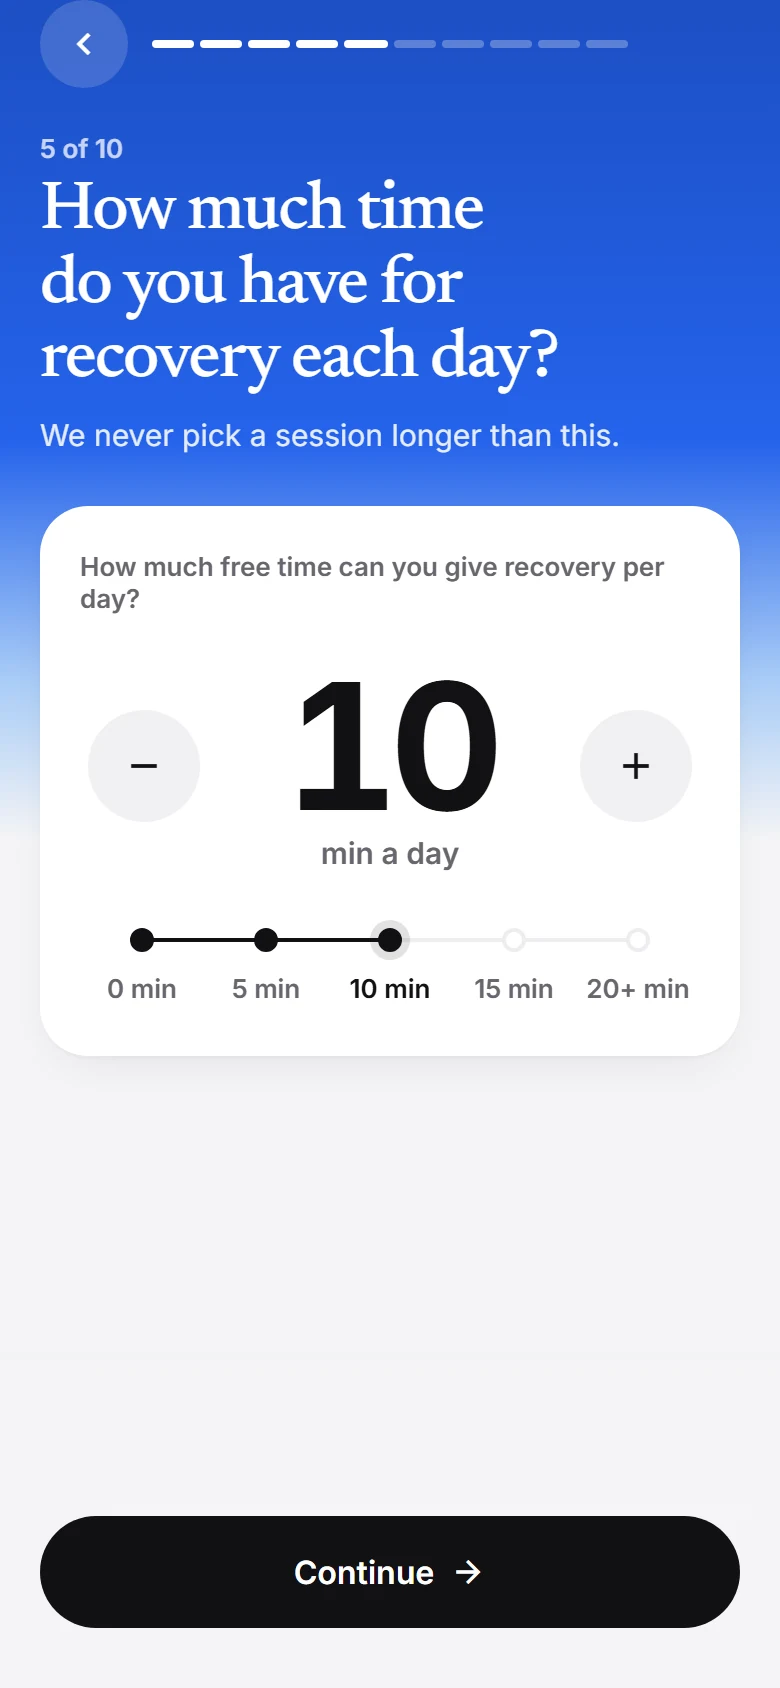 5 of 10
How much time
do you have for
recovery each day?
We never pick a session longer than this.
How much free time can you give recovery per
day?
−
10
+
min a day
0 min
5 min
10 min
15 min
20+ min
Continue →